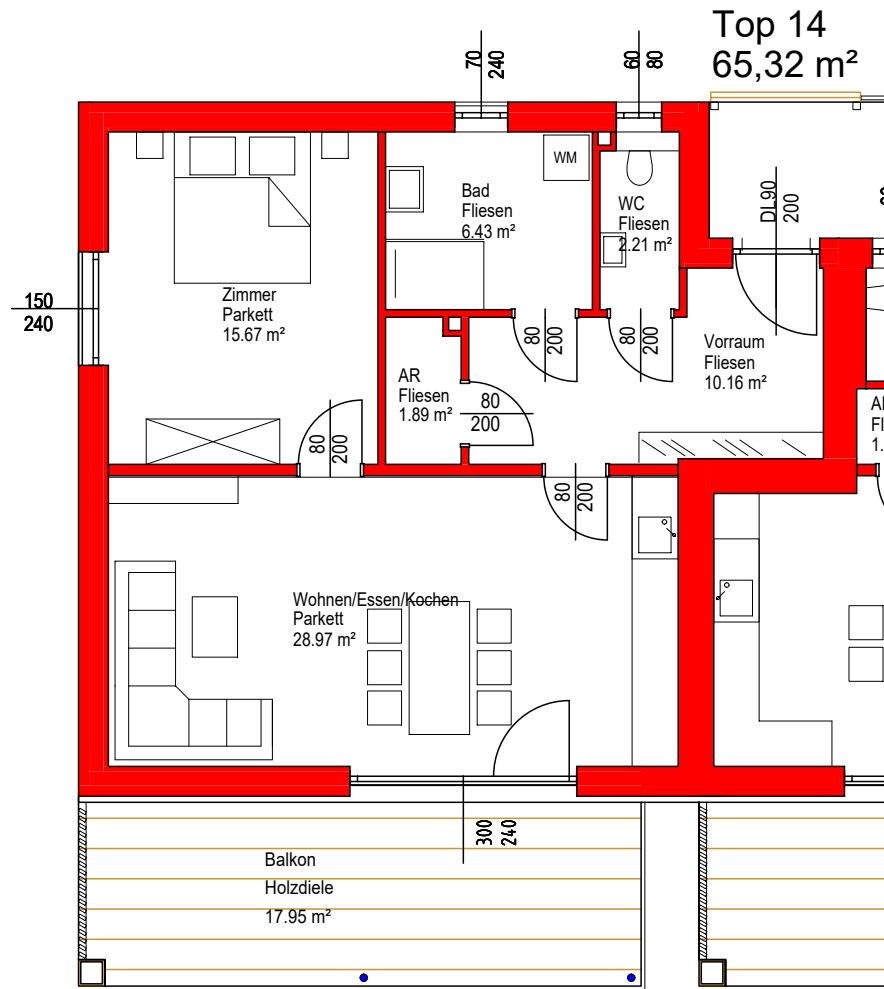 Top 14
65,32 m²
70
240
60
80
DL90
200
WM
Bad
Fliesen
6.43 m²
WC
Fliesen
2.21 m²
Zimmer
Parkett
15.67 m²
150
240
80
200
80
200
Vorraum
Fliesen
10.16 m²
AR
Fliesen
1.89 m²
80
200
80
200
80
200
Wohnen/Essen/Kochen
Parkett
28.97 m²
300
240
Balkon
Holzdiele
17.95 m²